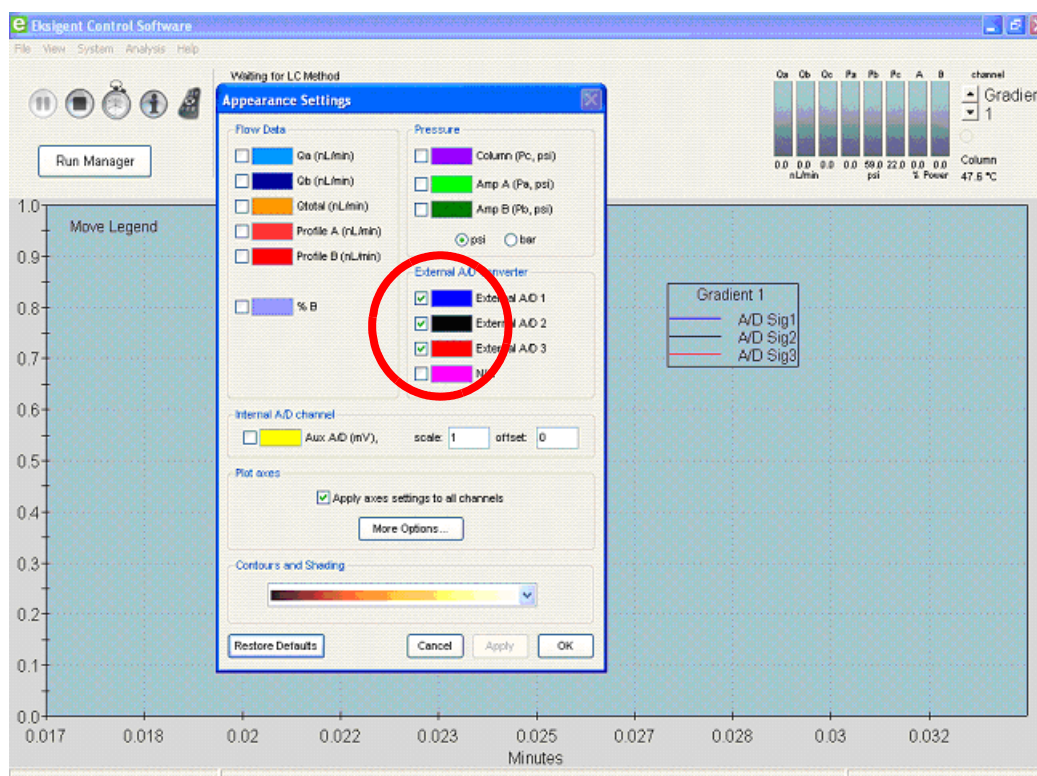 Eksigent Control Software
File View System Analysis Help
Waiting for LC Method
Run Manager
Qa Qb Qc Pa Pb Pc A B channel
Gradien
1
0.0 0.0 0.0 0.0 59.0 22.0 0.0 0.0
nL/min psi % Power
Column
47.6 °C
Appearance Settings
Flow Data
Qa (nL/min)
Qb (nL/min)
Qtotal (nL/min)
Profile A (nL/min)
Profile B (nL/min)
% B
Pressure
Column (Pc, psi)
Amp A (Pa, psi)
Amp B (Pb, psi)
psi bar
External A/D Converter
External A/D 1
External A/D 2
External A/D 3
Internal A/D channel
Aux A/D (mV), scale: 1 offset: 0
Plot axes
Apply axes settings to all channels
More Options...
Contours and Shading
Restore Defaults Cancel Apply OK
Move Legend
Gradient 1
A/D Sig1
A/D Sig2
A/D Sig3
1.0
0.9
0.8
0.7
0.6
0.5
0.4
0.3
0.2
0.1
0.0
0.017 0.018 0.02 0.022 0.023 0.025 0.027 0.028 0.03 0.032
Minutes